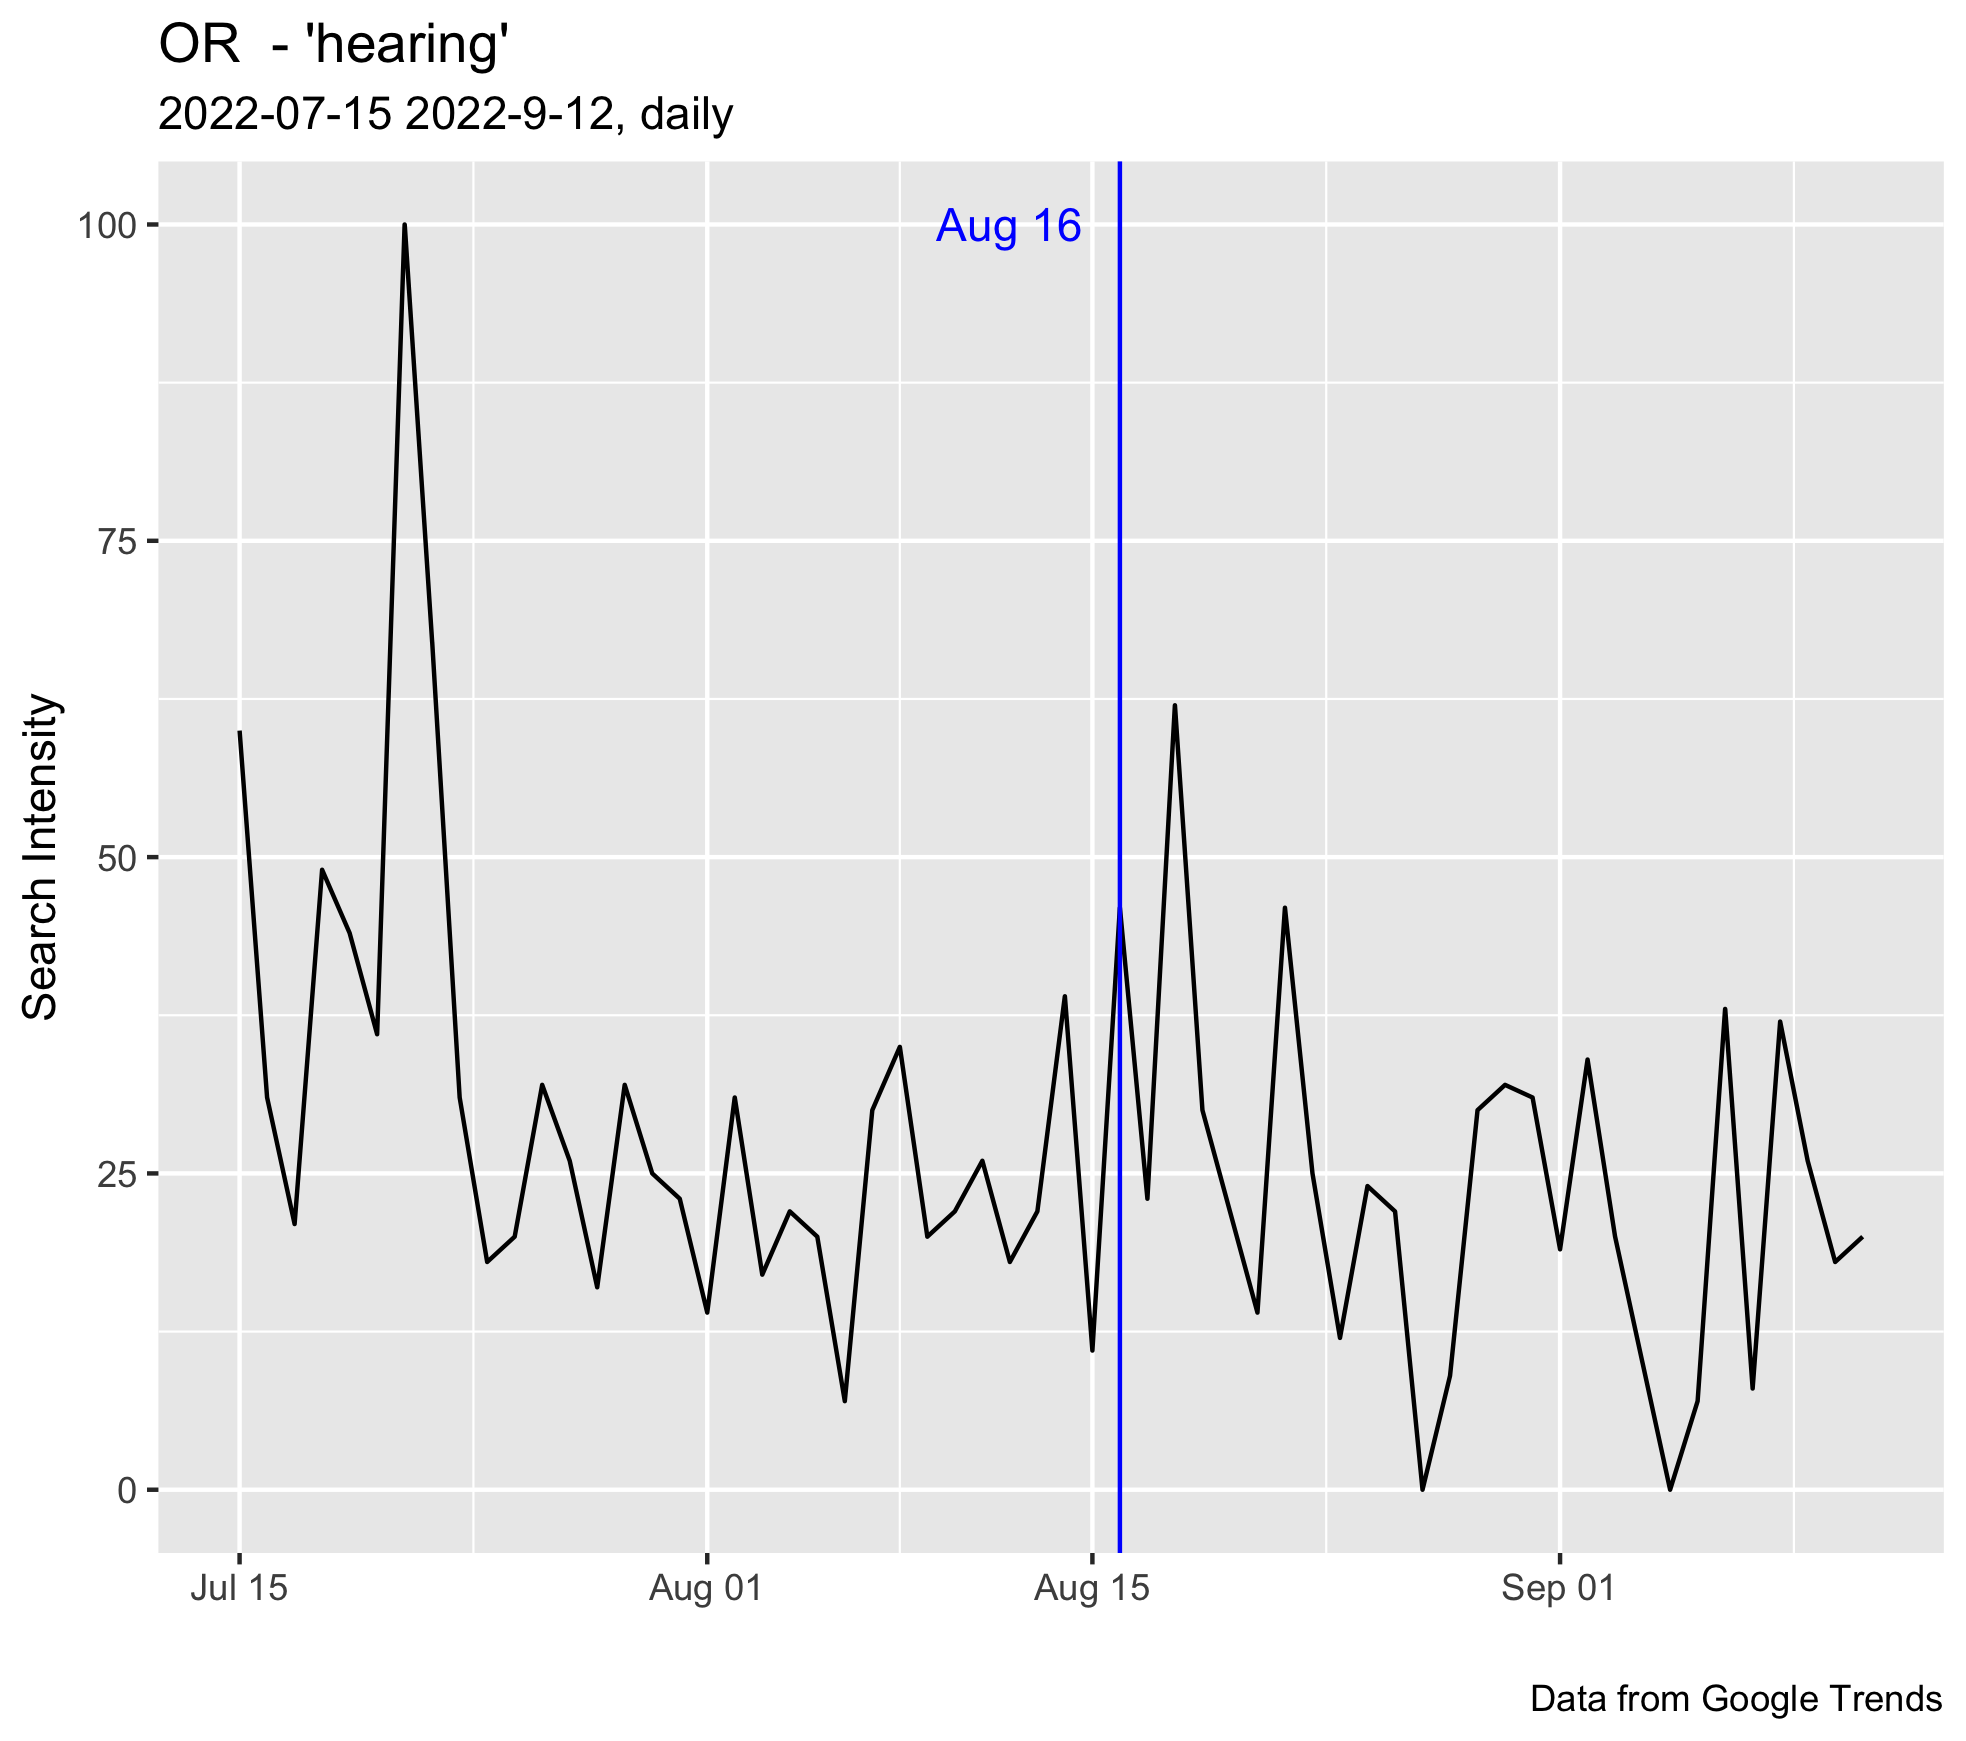 OR  - 'hearing'
2022-07-15 2022-9-12, daily
Aug 16
100
75
50
25
0
Search Intensity
Jul 15
Aug 01
Aug 15
Sep 01
Data from Google Trends